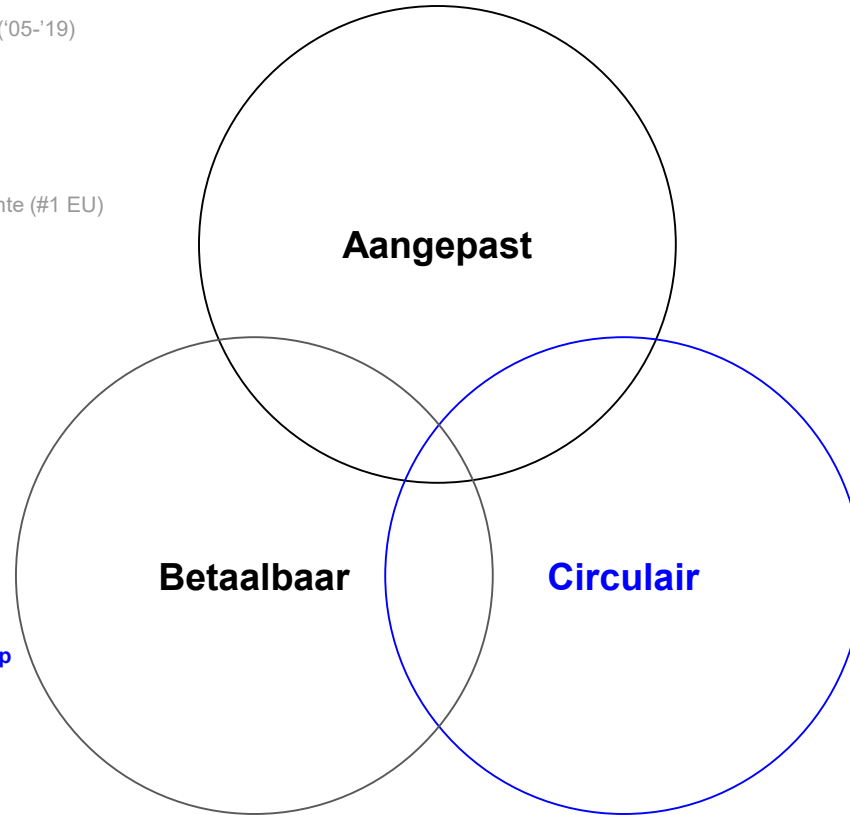 (‘05-’19)
nte (#1 EU)
Aangepast
Betaalbaar
Circulair
p